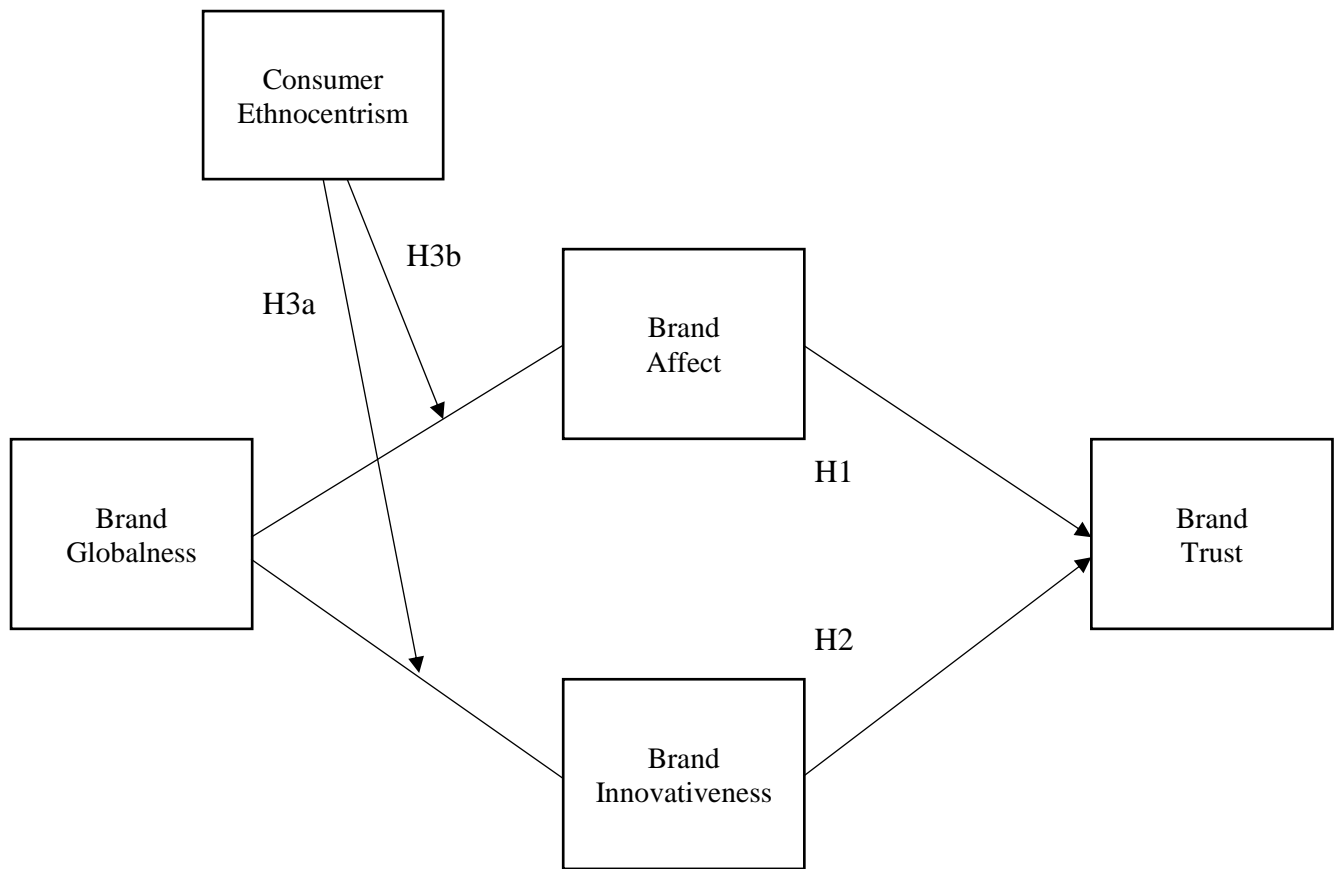 Consumer
Ethnocentrism
H3b
H3a
Brand
Affect
H1
Brand
Globalness
Brand
Trust
H2
Brand
Innovativeness